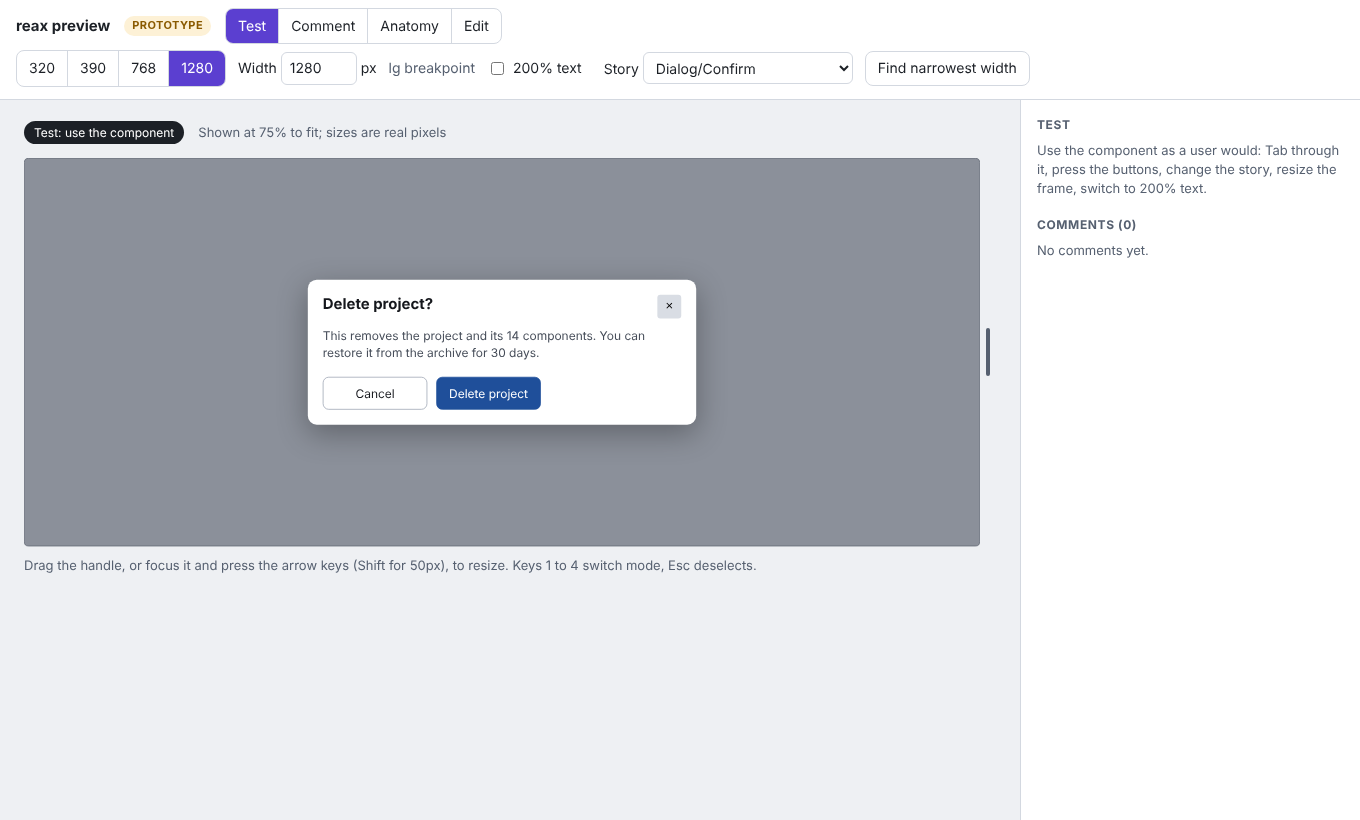 reax preview PROTOTYPE Test Comment Anatomy Edit
320 390 768 1280 Width 1280 px lg breakpoint 200% text Story Dialog/Confirm Find narrowest width
Test: use the component Shown at 75% to fit; sizes are real pixels
Delete project? ×
This removes the project and its 14 components. You can
restore it from the archive for 30 days.
Cancel Delete project
Drag the handle, or focus it and press the arrow keys (Shift for 50px), to resize. Keys 1 to 4 switch mode, Esc deselects.
TEST
Use the component as a user would: Tab through
it, press the buttons, change the story, resize the
frame, switch to 200% text.
COMMENTS (0)
No comments yet.